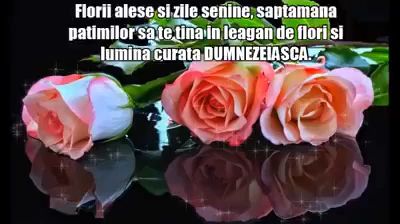 Florii alese si zile senine, saptamana
patimilor sa te tina in leagan de flori si
lumina curata DUMNEZEIASCA.